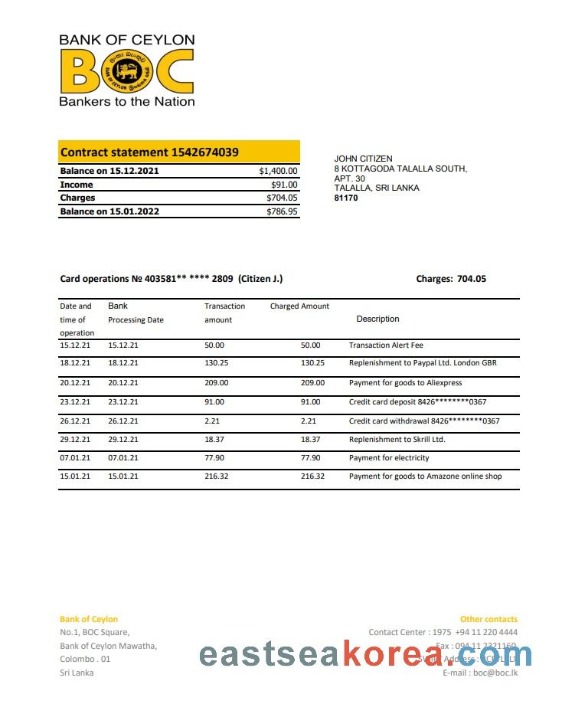 BANK OF CEYLON
BOC
Bankers to the Nation
Contract statement 1542674039
Balance on 15.12.2021 $1,400.00
Income $91.00
Charges $704.05
Balance on 15.01.2022 $786.95
JOHN CITIZEN
8 KOTTAGODA TALALLA SOUTH,
APT. 30
TALALLA, SRI LANKA
81170
Card operations № 403581** **** 2809 (Citizen J.) Charges: 704.05
Date and time of operation Bank Processing Date Transaction amount Charged Amount Description
15.12.21 15.12.21 50.00 50.00 Transaction Alert Fee
18.12.21 18.12.21 130.25 130.25 Replenishment to Paypal Ltd. London GBR
20.12.21 20.12.21 209.00 209.00 Payment for goods to Aliexpress
23.12.21 23.12.21 91.00 91.00 Credit card deposit 8426********0367
26.12.21 26.12.21 2.21 2.21 Credit card withdrawal 8426********0367
29.12.21 29.12.21 18.37 18.37 Replenishment to Skrill Ltd.
07.01.21 07.01.21 77.90 77.90 Payment for electricity
15.01.21 15.01.21 216.32 216.32 Payment for goods to Amazone online shop
Bank of Ceylon
No.1, BOC Square,
Bank of Ceylon Mawatha,
Colombo . 01
Sri Lanka
Other contacts
Contact Center : 1975 +94 11 220 4444
Fax :
E-mail : boc@boc.lk
eastseakorea.com